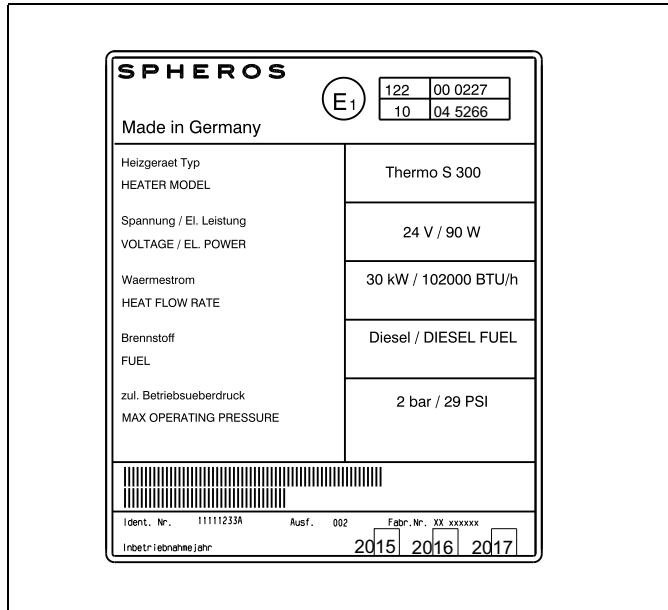 SPHEROS
E1
122 00 0227
10 04 5266
Made in Germany
Heizgeraet Typ
HEATER MODEL
Thermo S 300
Spannung / El. Leistung
VOLTAGE / EL. POWER
24 V / 90 W
Waermestrom
HEAT FLOW RATE
30 kW / 102000 BTU/h
Brennstoff
FUEL
Diesel / DIESEL FUEL
zul. Betriebsueberdruck
MAX OPERATING PRESSURE
2 bar / 29 PSI
Ident. Nr. 11111233A Ausf. 002 Fabr.Nr. XX xxxxxx
Inbetriebnahmejahr 2015 2016 2017